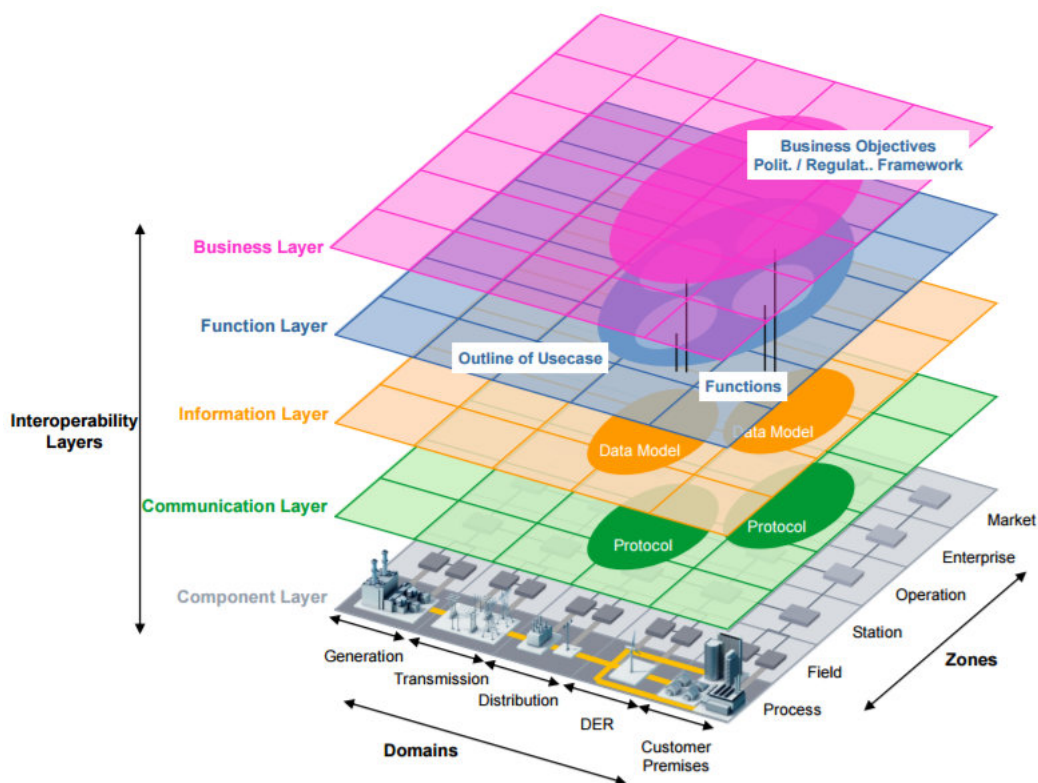 Business Objectives
Polit. / Regulat.. Framework
Business Layer
Function Layer
Outline of Usecase
Functions
Interoperability
Layers
Information Layer
Data Model
Data Model
Communication Layer
Protocol
Protocol
Component Layer
Market
Enterprise
Operation
Station
Field
Process
Zones
Generation
Transmission
Distribution
DER
Customer
Premises
Domains